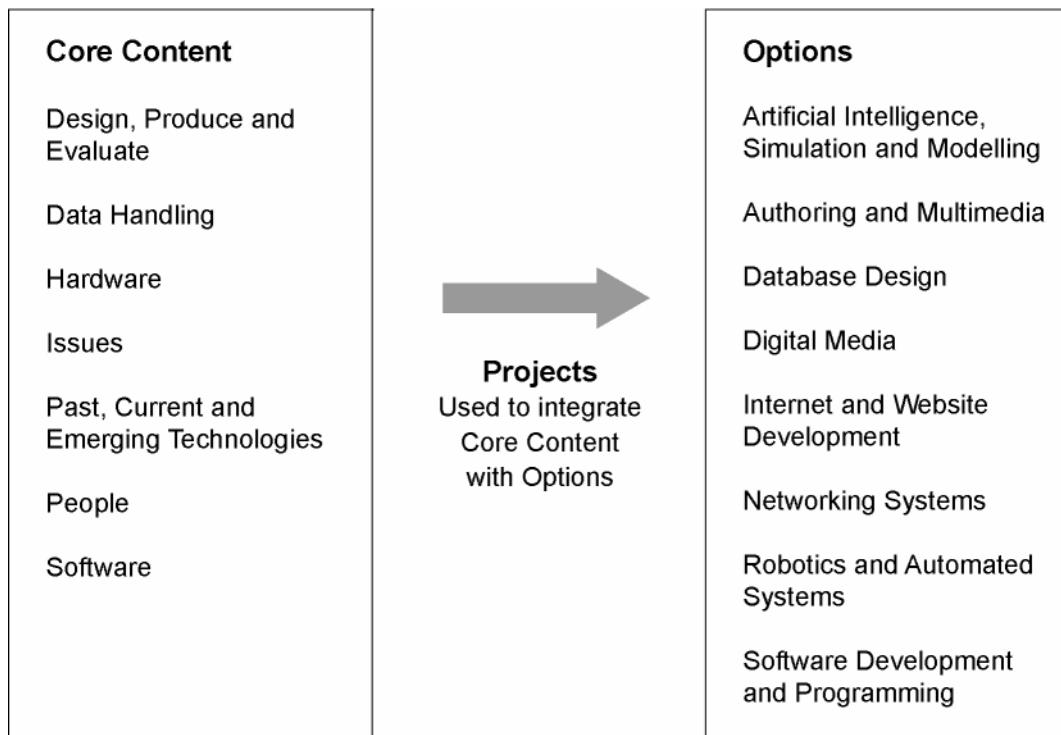 Core Content
Design, Produce and
Evaluate
Data Handling
Hardware
Issues
Past, Current and
Emerging Technologies
People
Software
Projects
Used to integrate
Core Content
with Options
Options
Artificial Intelligence,
Simulation and Modelling
Authoring and Multimedia
Database Design
Digital Media
Internet and Website
Development
Networking Systems
Robotics and Automated
Systems
Software Development
and Programming